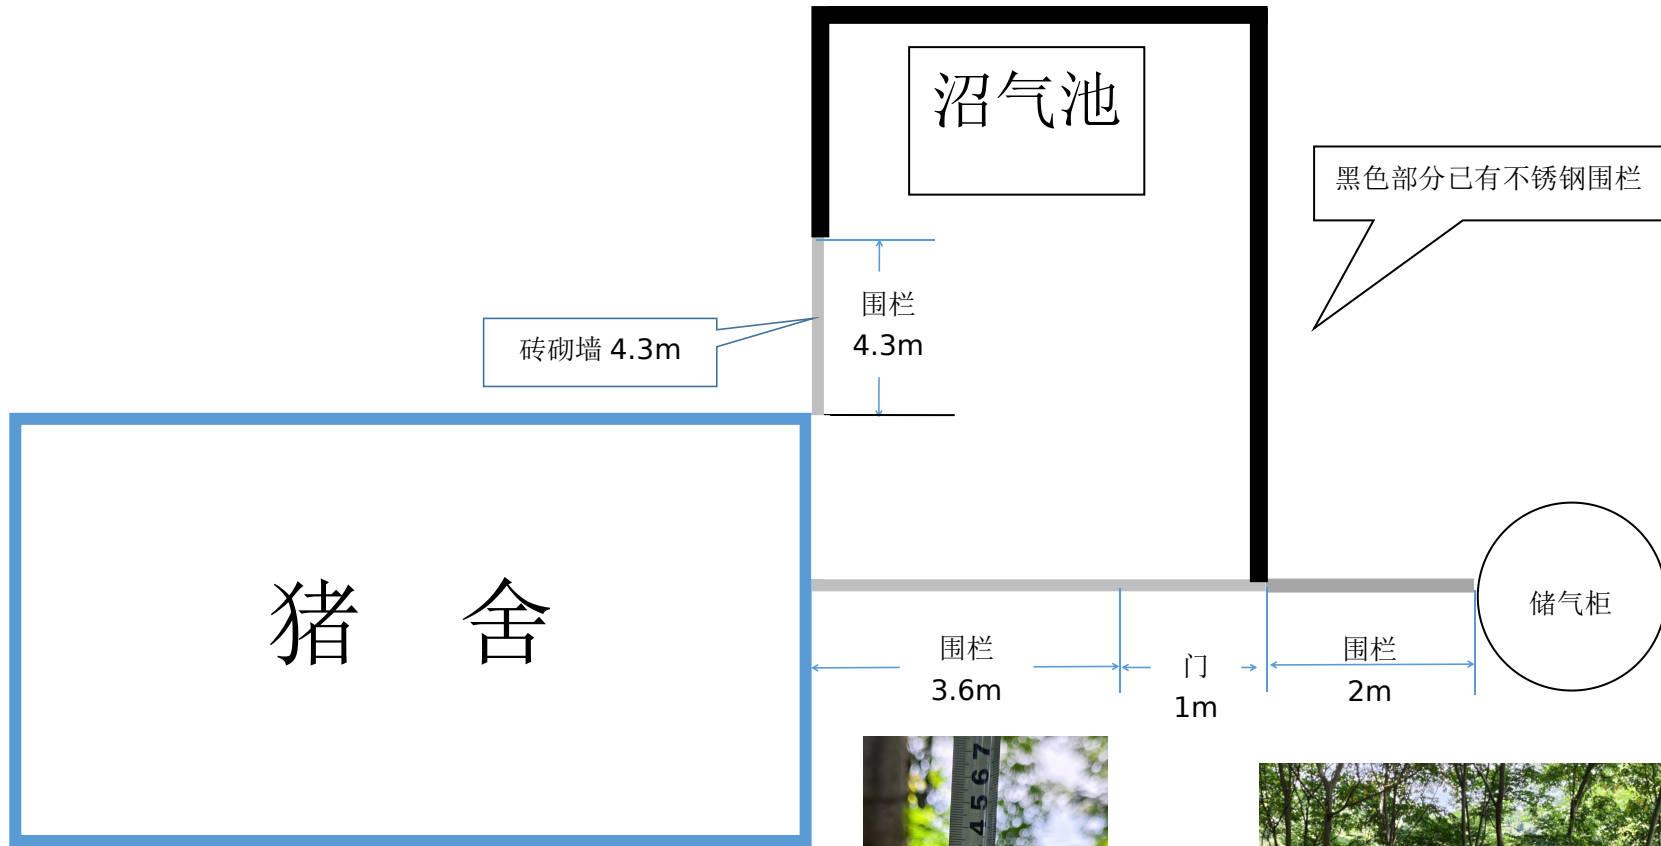 沼气池
黑色部分已有不锈钢围栏
围栏
4.3m
砖砌墙 4.3m
猪 舍
储气柜
围栏
3.6m
门
1m
围栏
2m
7
6
5
4